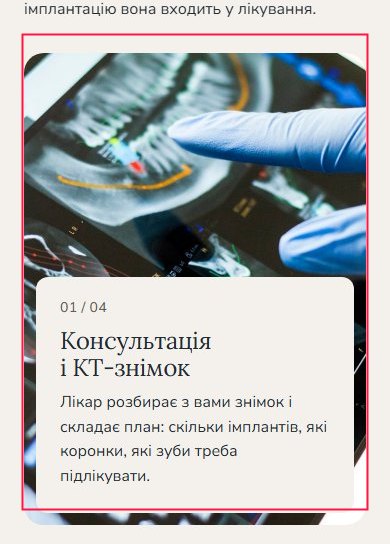 імплантацію вона входить у лікування.
01 / 04
Консультація
і КТ-знімок
Лікар розбирає з вами знімок і
складає план: скільки імплантів, які
коронки, які зуби треба
підлікувати.